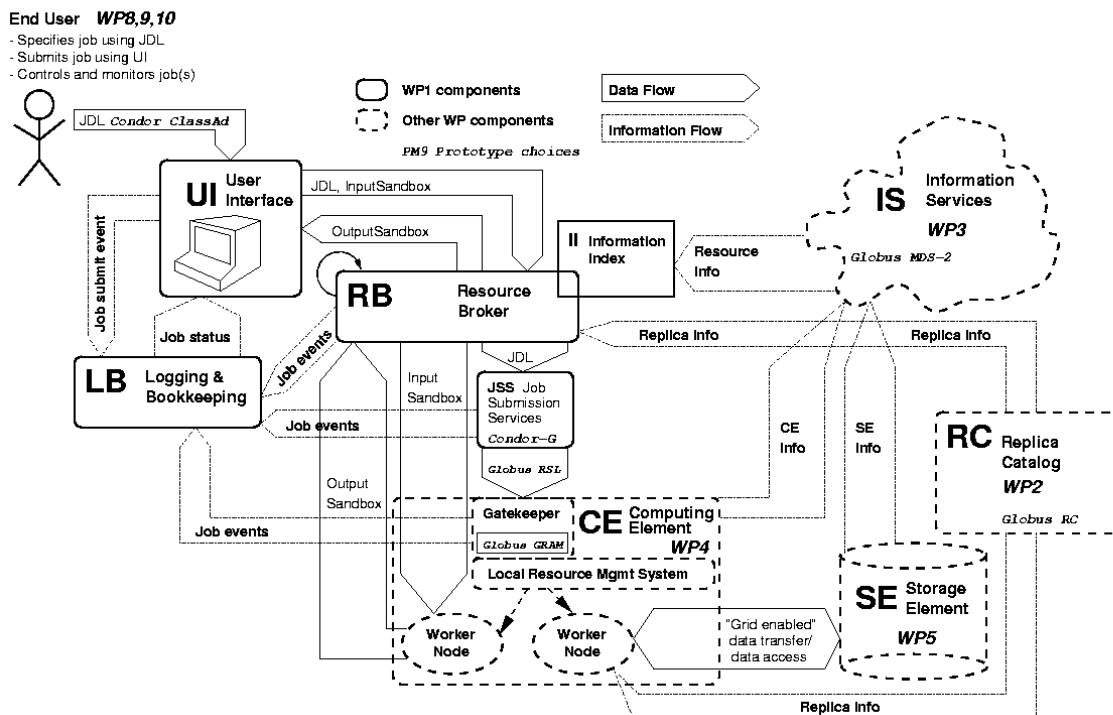 End User WP8,9,10
- Specifies job using JDL
- Submits job using UI
- Controls and monitors job(s)
WP1 components
Other WP components
PM9 Prototype choices
Data Flow
Information Flow
JDL Condor ClassAd
UI User
Interface
JDL, InputSandbox
OutputSandbox
II Information
Index
Resource
Info
IS Information
Services
WP3
Globus MDS-2
Job submit event
Job status
RB Resource
Broker
Job events
Replica Info
Replica Info
LB Logging &
Bookkeeping
Input
Sandbox
JDL
JSS Job
Submission
Services
Condor-G
Job events
Globus RSL
CE
Info
SE
Info
RC Replica
Catalog
WP2
Globus RC
Output
Sandbox
Job events
Gatekeeper
Globus GRAM
CE Computing
Element
WP4
Local Resource Mgmt System
Worker
Node
Worker
Node
"Grid enabled"
data transfer/
data access
SE Storage
Element
WP5
Replica Info